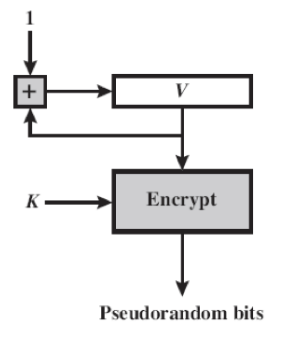 1
+
V
K
Encrypt
Pseudorandom bits